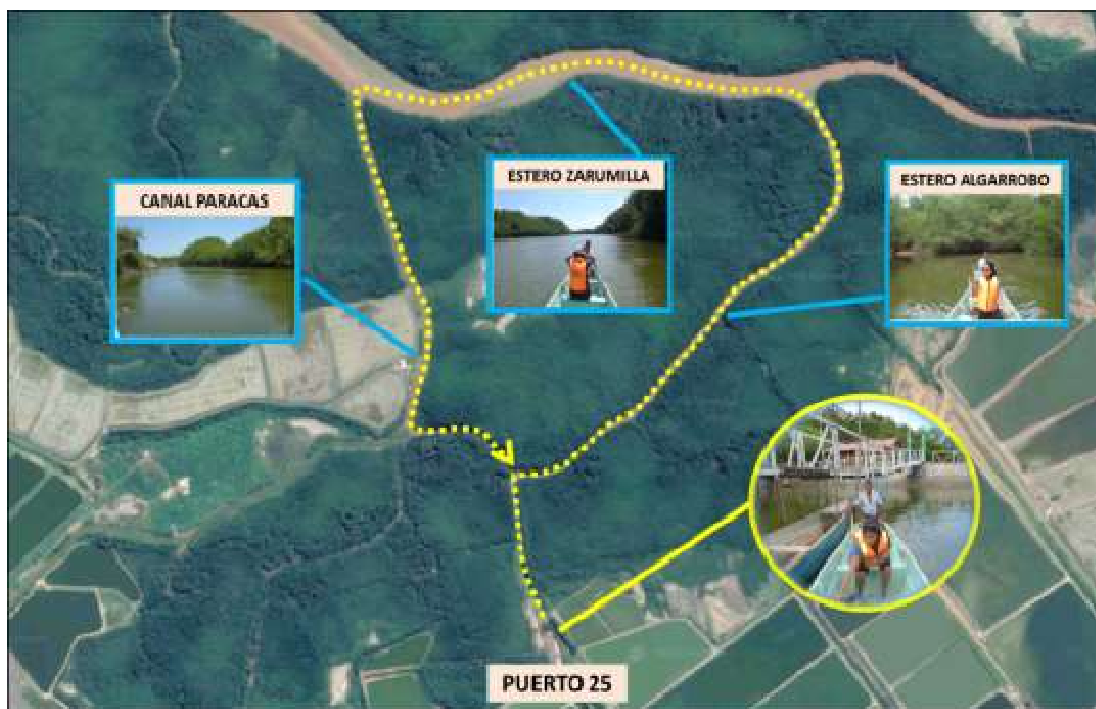 CANAL PARACAS
ESTERO ZARUMILLA
ESTERO ALGARROBO
PUERTO 25